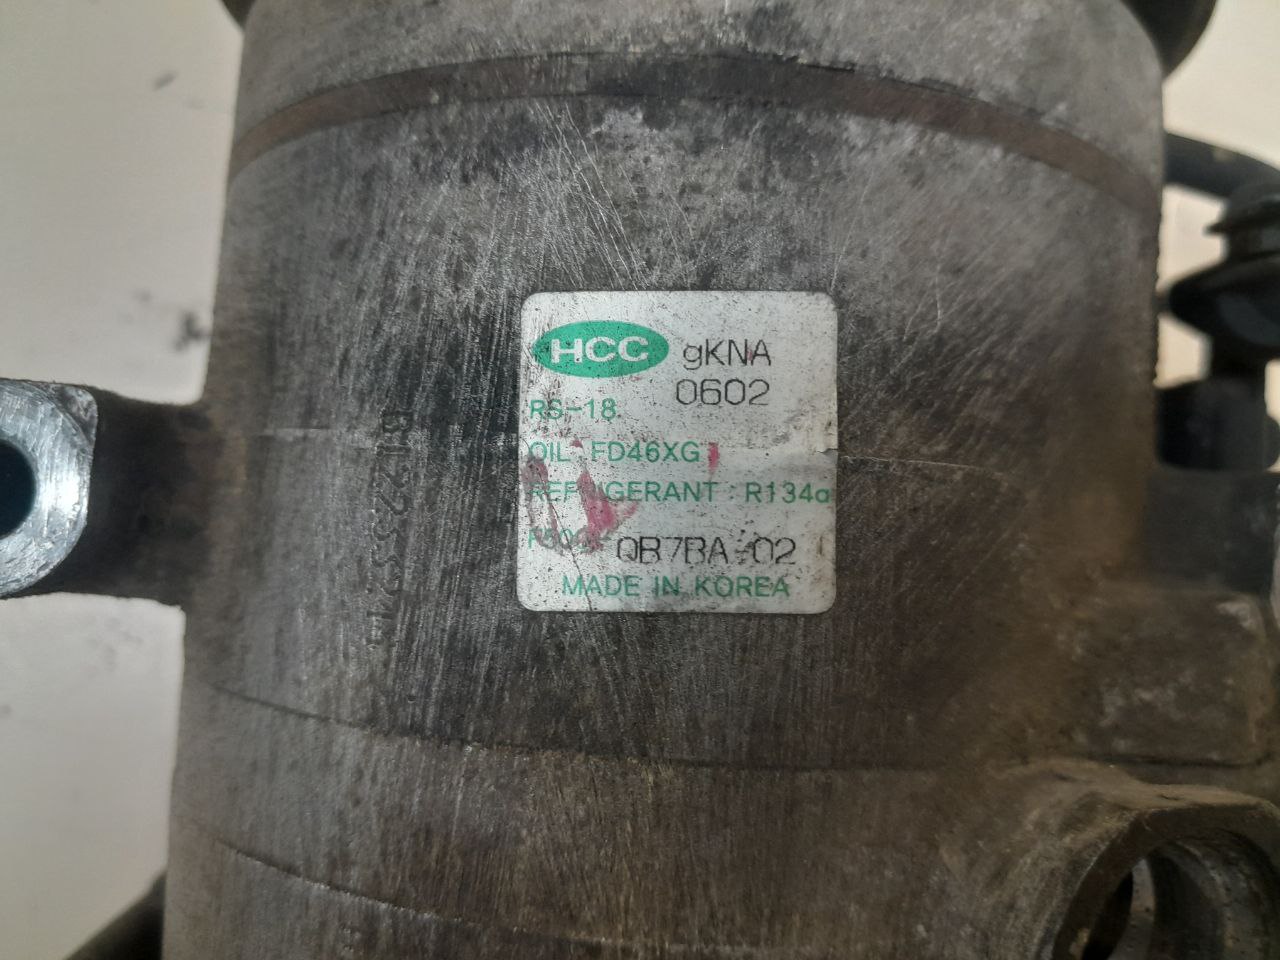 HCC gKNA
0602
RS-18
OIL FD46XG
REFRIGERANT : R134a
QB7BA-02
MADE IN KOREA